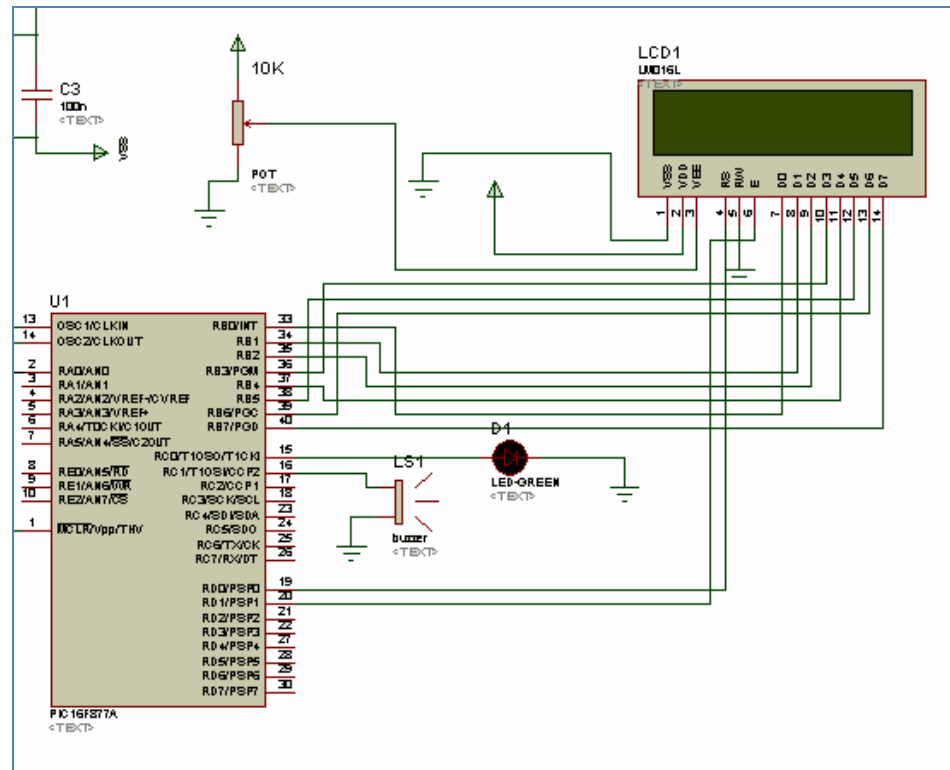 10K
C3
100n
<TEXT>
VSS
POT
<TEXT>
LCD1
LM016L
<TEXT>
VSS
VDD
VEE
RS
RW
E
D0
D1
D2
D3
D4
D5
D6
D7
1
2
3
4
5
6
7
8
9
10
11
12
13
14
U1
13
OSC1/CLKIN
14
OSC2/CLKOUT
2
RA0/AN0
3
RA1/AN1
4
RA2/AN2/VREF-/CVREF
5
RA3/AN3/VREF+
6
RA4/T0CKI/C1OUT
7
RA5/AN4/SS/C2OUT
8
RE0/AN5/RD
9
RE1/AN6/WR
10
RE2/AN7/CS
1
MCLR/Vpp/THV
RB0/INT
33
RB1
34
RB2
35
RB3/PGM
36
RB4
37
RB5
38
RB6/PGC
39
RB7/PGD
40
RC0/T1OSO/T1CKI
15
RC1/T1OSI/CCP2
16
RC2/CCP1
17
RC3/SCK/SCL
18
RC4/SDI/SDA
23
RC5/SDO
24
RC6/TX/CK
25
RC7/RX/DT
26
RD0/PSP0
19
RD1/PSP1
20
RD2/PSP2
21
RD3/PSP3
22
RD4/PSP4
27
RD5/PSP5
28
RD6/PSP6
29
RD7/PSP7
30
PIC16F877A
<TEXT>
D1
LED-GREEN
<TEXT>
LS1
buzzer
<TEXT>